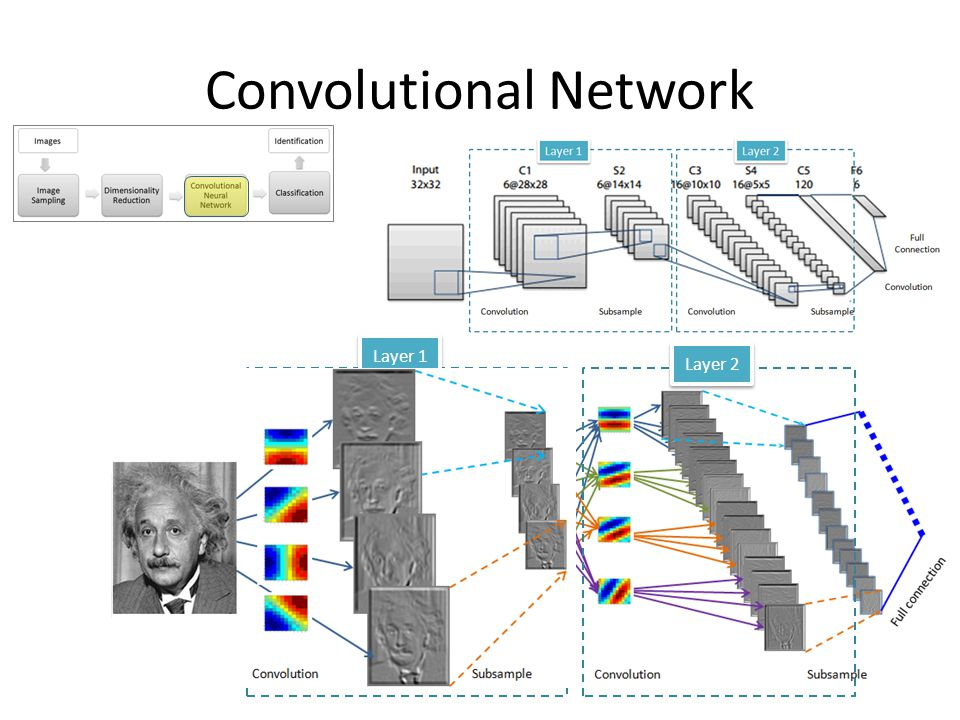 Convolutional Network
Images
Identification
Image
Sampling
Dimensionality
Reduction
Convolutional
Neural
Network
Classification
Layer 1
Layer 2
Input
32x32
C1
6@28x28
S2
6@14x14
C3
16@10x10
S4
16@5x5
C5
120
F6
6
Full
Connection
Convolution
Convolution
Subsample
Convolution
Subsample
Layer 1
Layer 2
Full connection
Convolution
Subsample
Convolution
Subsample